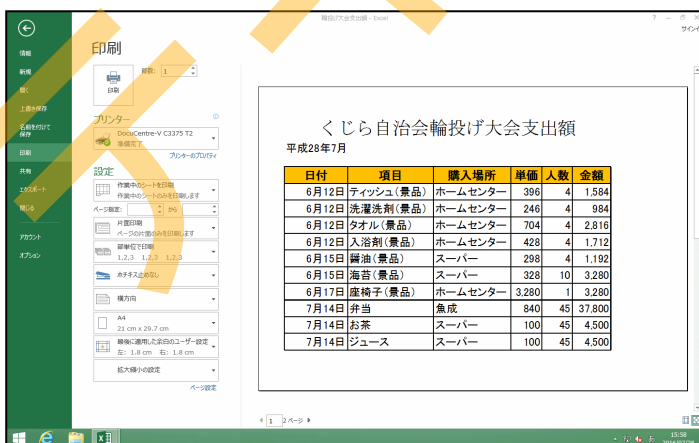 輪投げ大会支出額 - Excel
? － 
サインイ
情報
新規
開く
上書き保存
名前を付けて
保存
印刷
共有
エクスポート
閉じる
アカウント
オプション
印刷
部数: 1
印刷
プリンター
DocuCentre-V C3375 T2
準備完了
プリンターのプロパティ
設定
作業中のシートを印刷
作業中のシートのみを印刷します
ページ指定: から
片面印刷
ページの片面のみを印刷します
部単位で印刷
1,2,3 1,2,3 1,2,3
ホチキス止めなし
横方向
A4
21 cm x 29.7 cm
最後に適用した余白のユーザー設定
左: 1.8 cm 右: 1.8 cm
拡大縮小の設定
ページ設定
くじら自治会輪投げ大会支出額
平成28年7月
日付 項目 購入場所 単価 人数 金額
6月12日 ティッシュ(景品) ホームセンター 396 4 1,584
6月12日 洗濯洗剤(景品) ホームセンター 246 4 984
6月12日 タオル(景品) ホームセンター 704 4 2,816
6月12日 入浴剤(景品) ホームセンター 428 4 1,712
6月15日 醤油(景品) スーパー 298 4 1,192
6月15日 海苔(景品) スーパー 328 10 3,280
6月17日 座椅子(景品) ホームセンター 3,280 1 3,280
7月14日 弁当 魚成 840 45 37,800
7月14日 お茶 スーパー 100 45 4,500
7月14日 ジュース スーパー 100 45 4,500
1 2 ページ
15:58